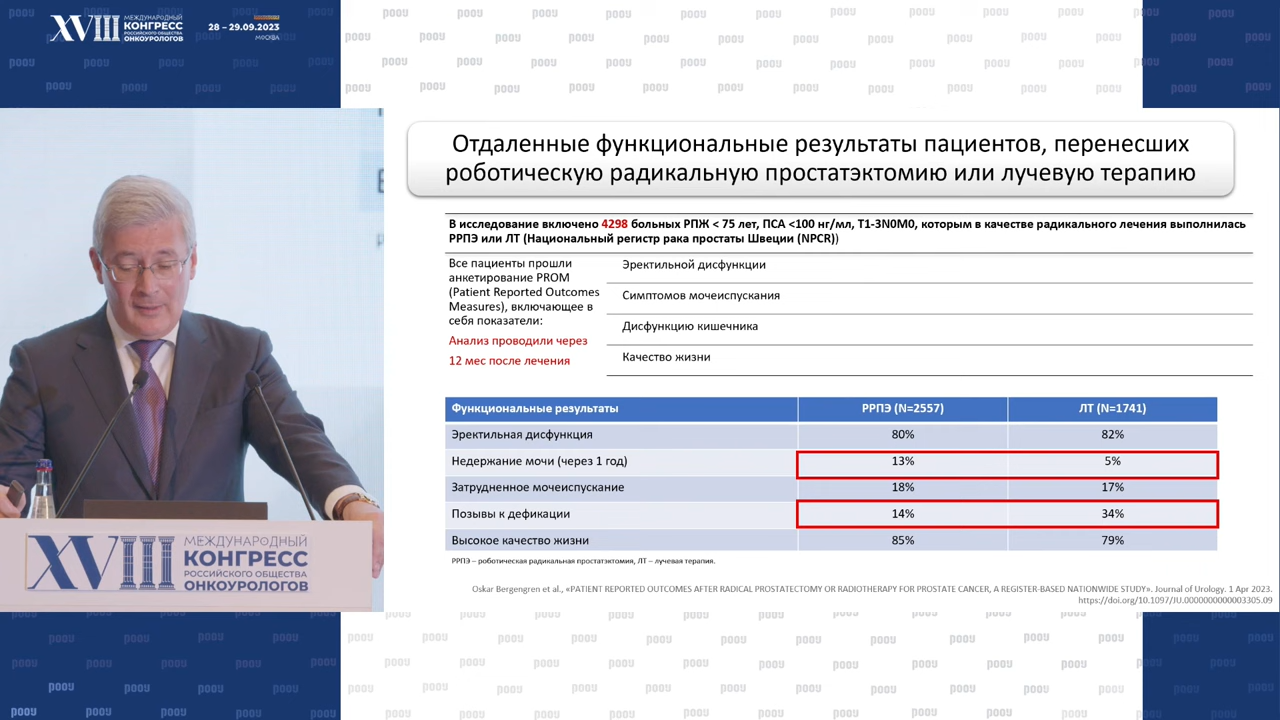 XVIII
МЕЖДУНАРОДНЫЙ
КОНГРЕСС
РОССИЙСКОГО ОБЩЕСТВА
ОНКОУРОЛОГОВ
28 – 29.09.2023
МОСКВА
Отдаленные функциональные результаты пациентов, перенесших
роботическую радикальную простатэктомию или лучевую терапию
В исследование включено 4298 больных РПЖ < 75 лет, ПСА <100 нг/мл, T1-3N0M0, которым в качестве радикального лечения выполнилась
РРПЭ или ЛТ (Национальный регистр рака простаты Швеции (NPCR))
Все пациенты прошли
анкетирование PROM
(Patient Reported Outcomes
Measures), включающее в
себя показатели:
Анализ проводили через
12 мес после лечения
Эректильной дисфункции
Симптомов мочеиспускания
Дисфункцию кишечника
Качество жизни
Функциональные результаты РРПЭ (N=2557) ЛТ (N=1741)
Эректильная дисфункция 80% 82%
Недержание мочи (через 1 год) 13% 5%
Затрудненное мочеиспускание 18% 17%
Позывы к дефикации 14% 34%
Высокое качество жизни 85% 79%
РРПЭ – роботическая радикальная простатэктомия, ЛТ – лучевая терапия.
Oskar Bergengren et al., «PATIENT REPORTED OUTCOMES AFTER RADICAL PROSTATECTOMY OR RADIOTHERAPY FOR PROSTATE CANCER, A REGISTER-BASED NATIONWIDE STUDY». Journal of Urology. 1 Apr 2023.
https://doi.org/10.1097/JU.0000000000003305.09
XVIII
МЕЖДУНАРОДНЫЙ
КОНГРЕСС
РОССИЙСКОГО ОБЩЕСТВА
ОНКОУРОЛОГОВ